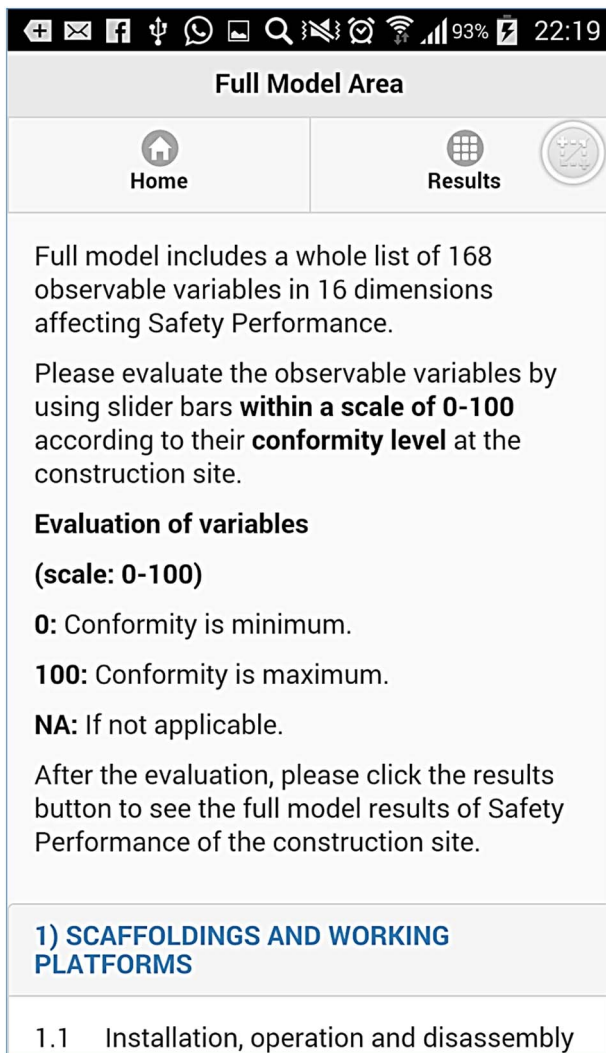 93% 22:19
Full Model Area
Home Results
Full model includes a whole list of 168
observable variables in 16 dimensions
affecting Safety Performance.
Please evaluate the observable variables by
using slider bars within a scale of 0-100
according to their conformity level at the
construction site.
Evaluation of variables
(scale: 0-100)
0: Conformity is minimum.
100: Conformity is maximum.
NA: If not applicable.
After the evaluation, please click the results
button to see the full model results of Safety
Performance of the construction site.
1) SCAFFOLDINGS AND WORKING
PLATFORMS
1.1 Installation, operation and disassembly